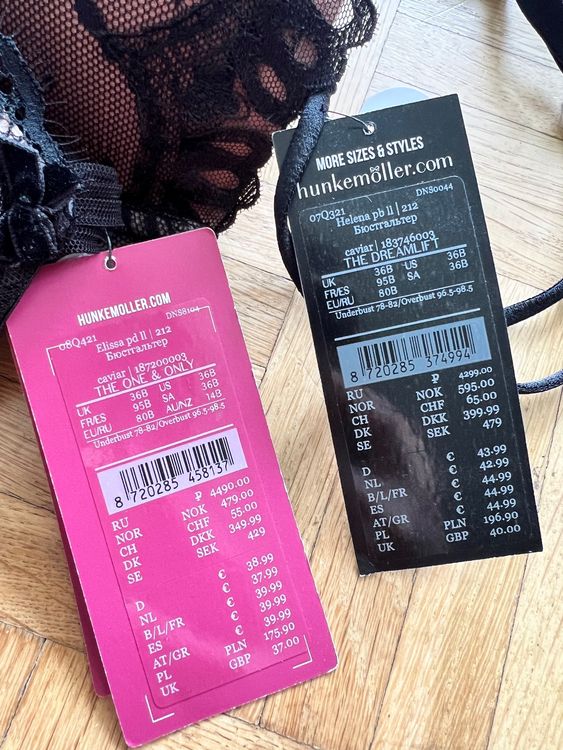 HUNKEMOLLER.COM
08Q421 DNS8104
Elissa pd ll | 212
Бюстгальтер
caviar | 187200003
THE ONE & ONLY
UK 36B US 36B
FR/ES 95B SA 36B
EU/RU 80B AU/NZ 14B
Underbust 78-82/Overbust 96.5-98.5
8 720285 458137
RU ₽ 4490.00
NOR NOK 479.00
CH CHF 55.00
DK DKK 349.99
SE SEK 429
D € 38.99
NL € 37.99
B/L/FR € 39.99
ES € 39.99
AT/GR € 39.99
PL PLN 175.90
UK GBP 37.00
MORE SIZES & STYLES
hunkemöller.com
07Q321 DNS0044
Helena pb ll | 212
Бюстгальтер
caviar | 183746003
THE DREAMLIFT
UK 36B US 36B
FR/ES 95B SA 36B
EU/RU 80B
Underbust 78-82/Overbust 96.5-98.5
8 720285 374994
RU ₽ 4299.00
NOR NOK 595.00
CH CHF 65.00
DK DKK 399.99
SE SEK 479
D € 43.99
NL € 42.99
B/L/FR € 44.99
ES € 44.99
AT/GR € 44.99
PL PLN 196.90
UK GBP 40.00